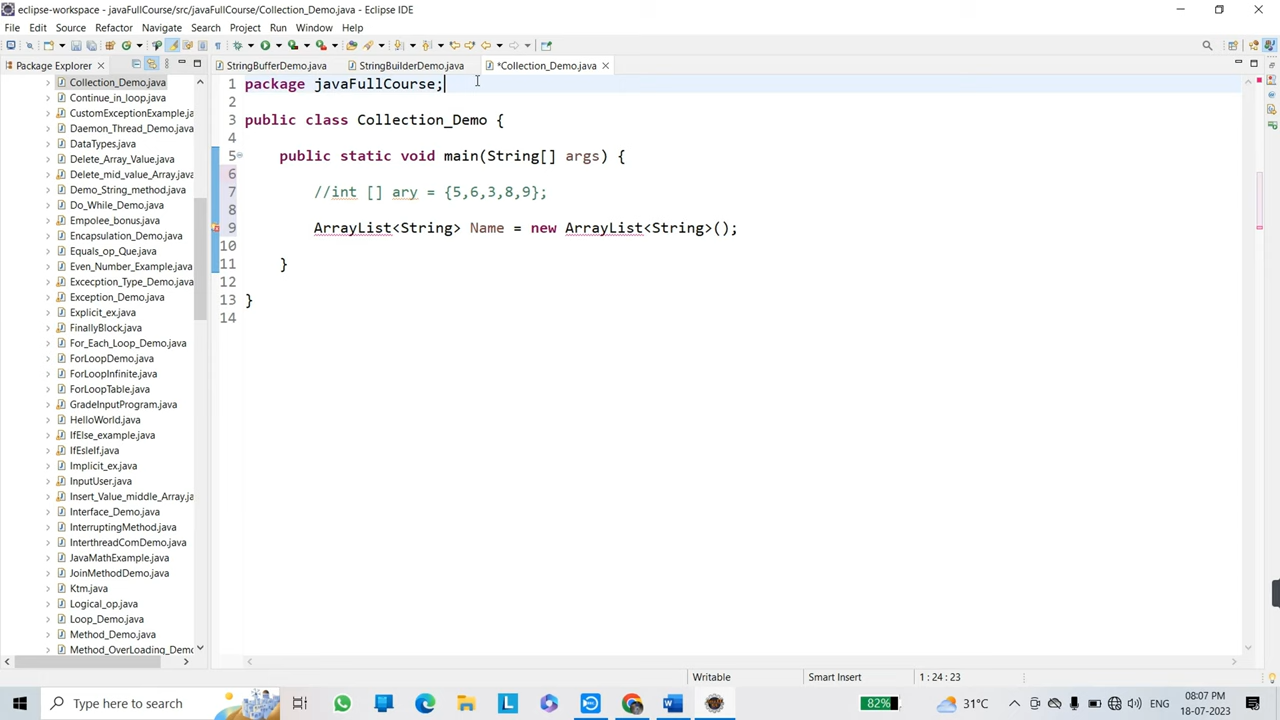 eclipse-workspace - javaFullCourse/src/javaFullCourse/Collection_Demo.java - Eclipse IDE
File Edit Source Refactor Navigate Search Project Run Window Help
Package Explorer
StringBufferDemo.java
StringBuilderDemo.java
*Collection_Demo.java
Collection_Demo.java
Continue_in_loop.java
CustomExceptionExample.j
Daemon_Thread_Demo.java
DataTypes.java
Delete_Array_Value.java
Delete_mid_value_Array.jav
Demo_String_method.java
Do_While_Demo.java
Empolee_bonus.java
Encapsulation_Demo.java
Equals_op_Que.java
Even_Number_Example.java
Excecption_Type_Demo.java
Exception_Demo.java
Explicit_ex.java
FinallyBlock.java
For_Each_Loop_Demo.java
ForLoopDemo.java
ForLoopInfinite.java
ForLoopTable.java
GradeInputProgram.java
HelloWorld.java
IfElse_example.java
IfEsleIf.java
Implicit_ex.java
InputUser.java
Insert_Value_middle_Array.ja
Interface_Demo.java
InterruptingMethod.java
InterthreadComDemo.java
JavaMathExample.java
JoinMethodDemo.java
Ktm.java
Logical_op.java
Loop_Demo.java
Method_Demo.java
Method_OverLoading_Demo
1 package javaFullCourse;
2
3 public class Collection_Demo {
4
5 public static void main(String[] args) {
6
7 //int [] ary = {5,6,3,8,9};
8
9 ArrayList<String> Name = new ArrayList<String>();
10
11 }
12
13 }
14
Writable Smart Insert 1 : 24 : 23
Type here to search
82%
31°C
ENG
08:07 PM
18-07-2023